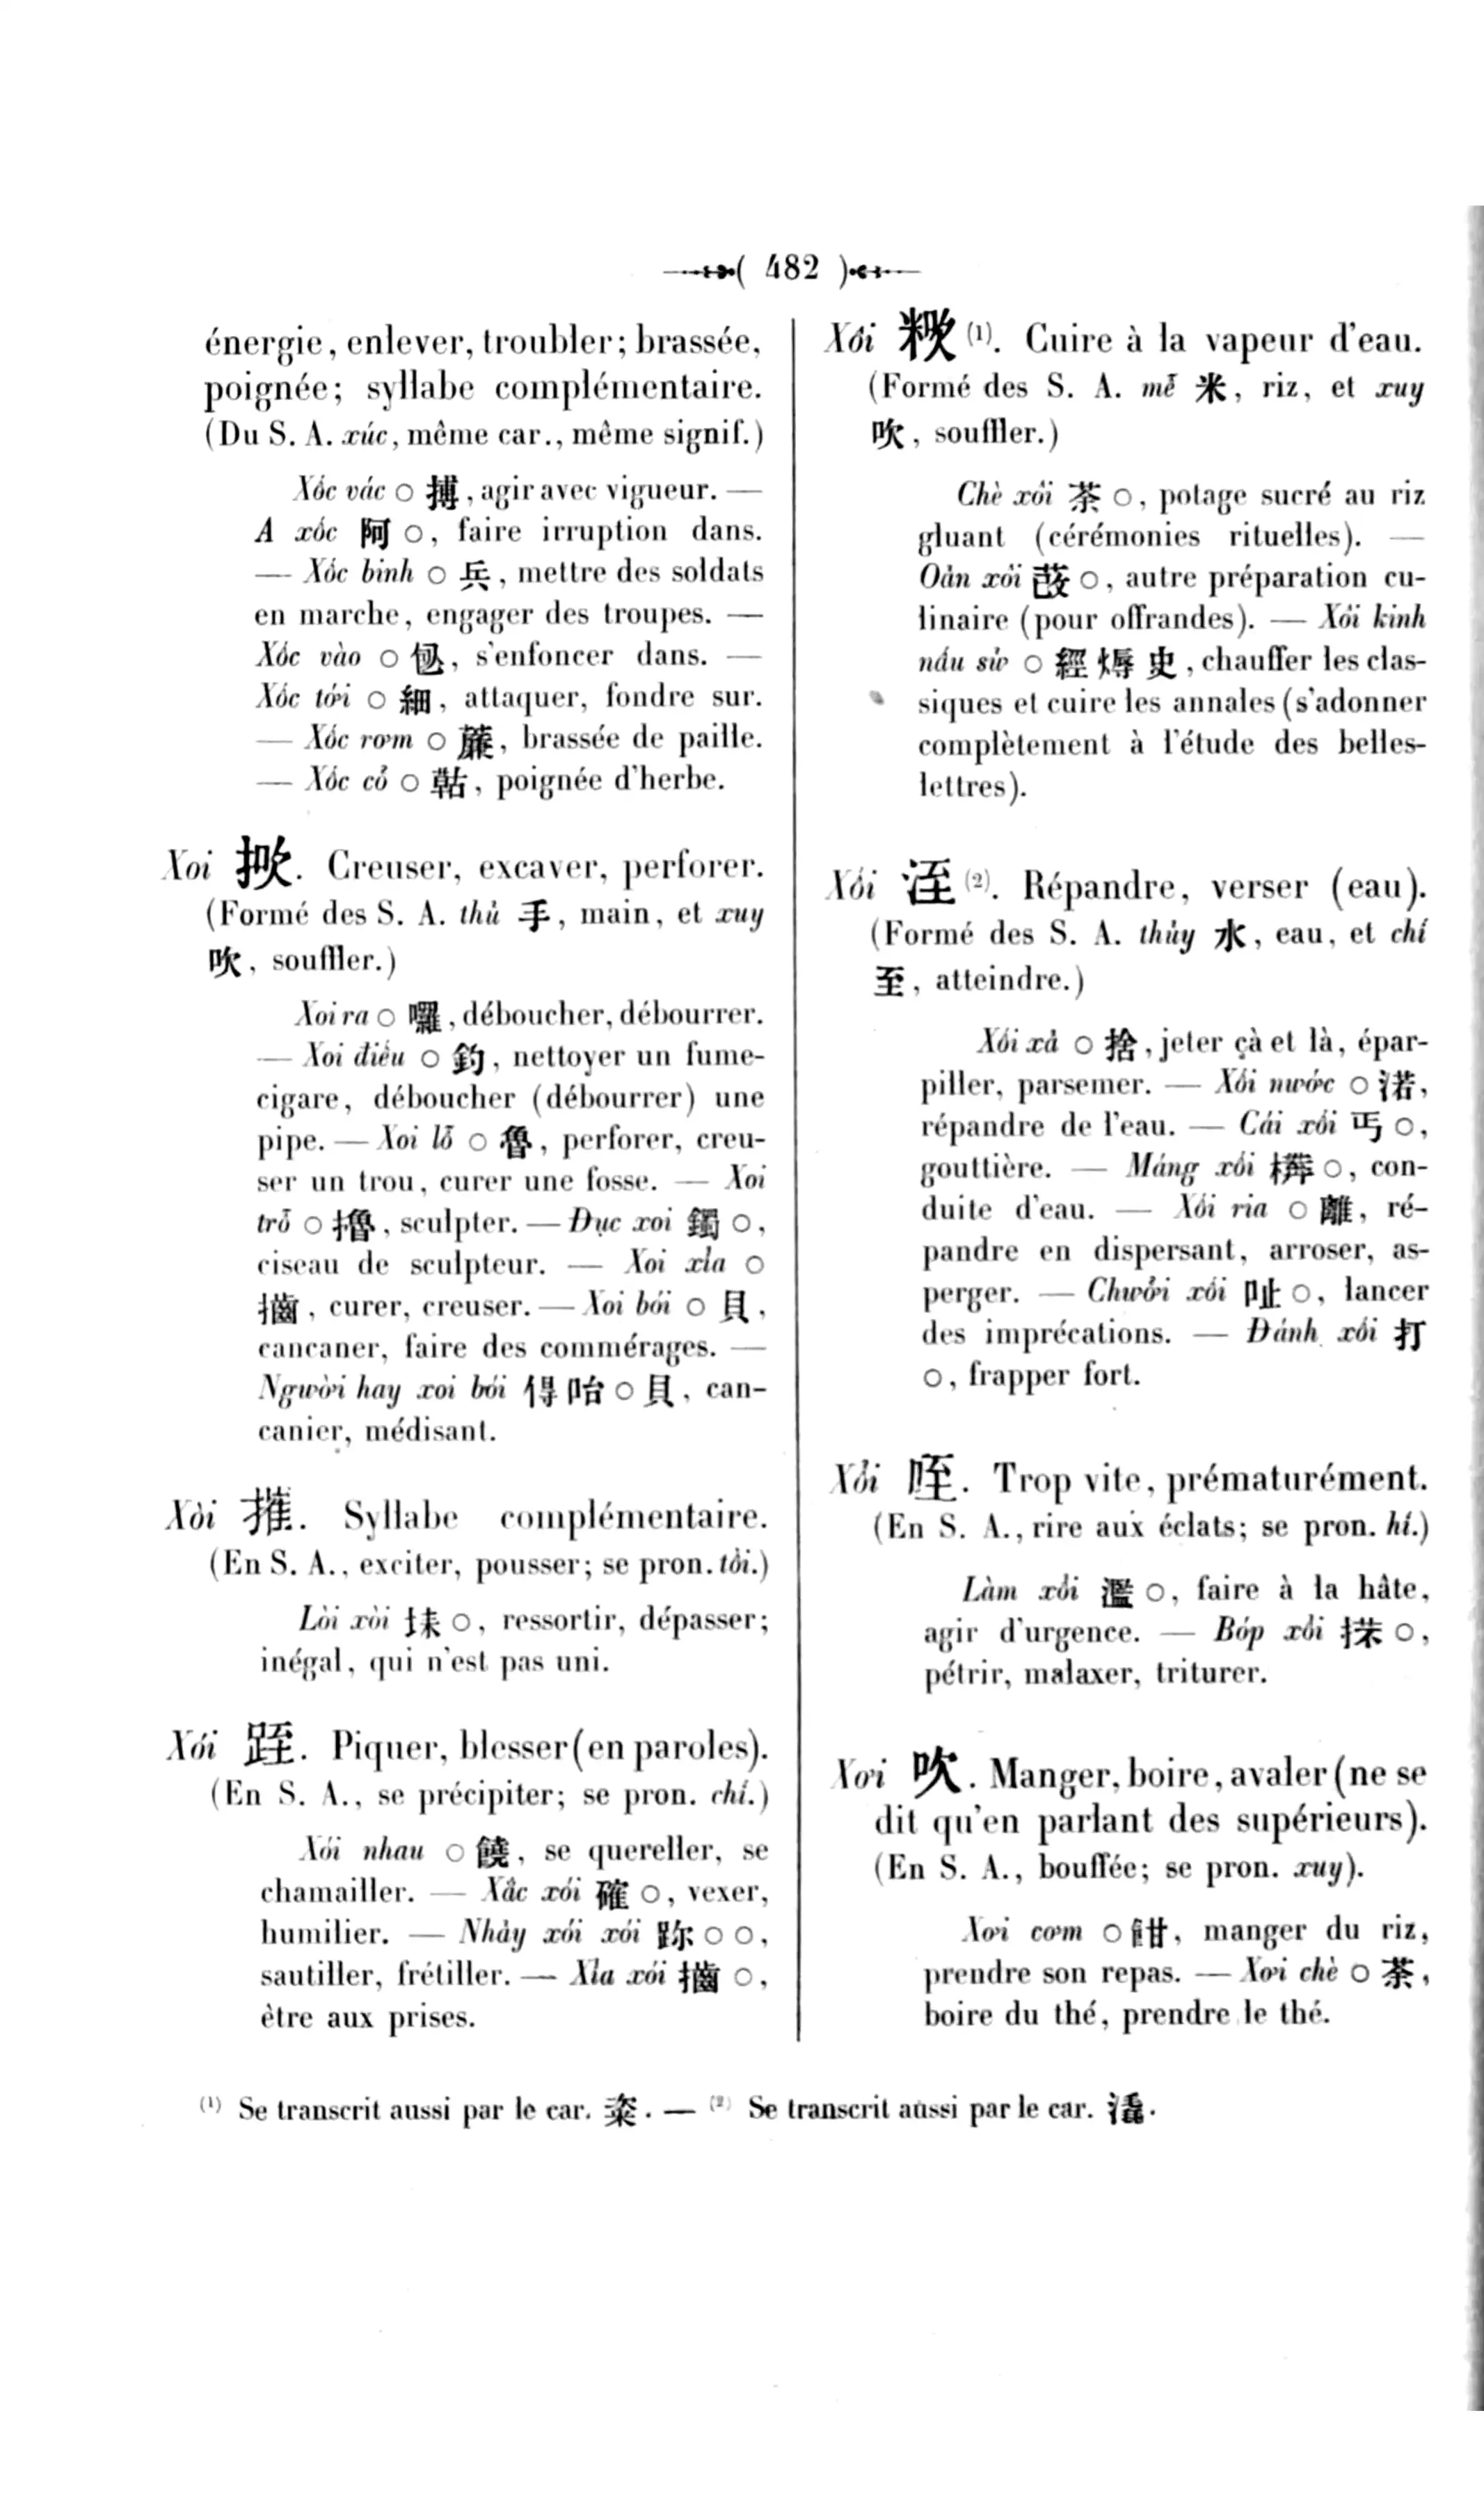 ( 482 )
énergie, enlever, troubler; brassée,
poignée; syllabe complémentaire.
(Du S. A. xúc, même car., même signif.)
Xốc vác ○ 搏, agir avec vigueur. —
A xốc 阿 ○, faire irruption dans.
— Xốc binh ○ 兵, mettre des soldats
en marche, engager des troupes. —
Xốc vào ○, s'enfoncer dans. —
Xốc tới ○ 細, attaquer, fondre sur.
— Xốc rơm ○, brassée de paille.
— Xốc cỏ ○, poignée d'herbe.
Xoi. Creuser, excaver, perforer.
(Formé des S. A. thủ 手, main, et xuy
吹, souffler.)
Xoi ra ○ 囉, déboucher, débourrer.
— Xoi điếu ○ 釣, nettoyer un fume-
cigare, déboucher (débourrer) une
pipe. — Xoi lỗ ○ 魯, perforer, creu-
ser un trou, curer une fosse. — Xoi
trổ ○ 擼, sculpter. — Đục xoi 鐲 ○,
ciseau de sculpteur. — Xoi xỉa ○
, curer, creuser. — Xoi bói ○ 貝,
cancaner, faire des commérages. —
Người hay xoi bói 㝵 咍 ○ 貝, can-
canier, médisant.
Xòi 摧. Syllabe complémentaire.
(En S. A., exciter, pousser; se pron. tồi.)
Lòi xòi ○, ressortir, dépasser;
inégal, qui n'est pas uni.
Xói 跮. Piquer, blesser (en paroles).
(En S. A., se précipiter; se pron. chí.)
Xói nhau ○ 饒, se quereller, se
chamailler. — Xắc xói 確 ○, vexer,
humilier. — Nhảy xói xói ○ ○,
sautiller, frétiller. — Xỉa xói ○,
être aux prises.
Xôi (1). Cuire à la vapeur d'eau.
(Formé des S. A. mễ 米, riz, et xuy
吹, souffler.)
Chè xôi 茶 ○, potage sucré au riz
gluant (cérémonies rituelles). —
Oản xôi ○, autre préparation cu-
linaire (pour offrandes). — Xôi kinh
nấu sử ○ 經 燖 史, chauffer les clas-
siques et cuire les annales (s'adonner
complètement à l'étude des belles-
lettres).
Xối 洷 (2). Répandre, verser (eau).
(Formé des S. A. thủy 水, eau, et chí
至, atteindre.)
Xối xả ○ 捨, jeter çà et là, épar-
piller, parsemer. — Xối nước ○ 渃,
répandre de l'eau. — Cái xối 丐 ○,
gouttière. — Máng xối ○, con-
duite d'eau. — Xối ria ○ 離, ré-
pandre en dispersant, arroser, as-
perger. — Chưởi xối 吐 ○, lancer
des imprécations. — Đánh xối 打
○, frapper fort.
Xổi 咥. Trop vite, prématurément.
(En S. A., rire aux éclats; se pron. hí.)
Làm xổi 濫 ○, faire à la hâte,
agir d'urgence. — Bóp xổi ○,
pétrir, malaxer, triturer.
Xơi 吹. Manger, boire, avaler (ne se
dit qu'en parlant des supérieurs).
(En S. A., bouffée; se pron. xuy).
Xơi cơm ○ 䬤, manger du riz,
prendre son repas. — Xơi chè ○ 茶,
boire du thé, prendre le thé.
(1) Se transcrit aussi par le car. — (2) Se transcrit aussi par le car. 潝.